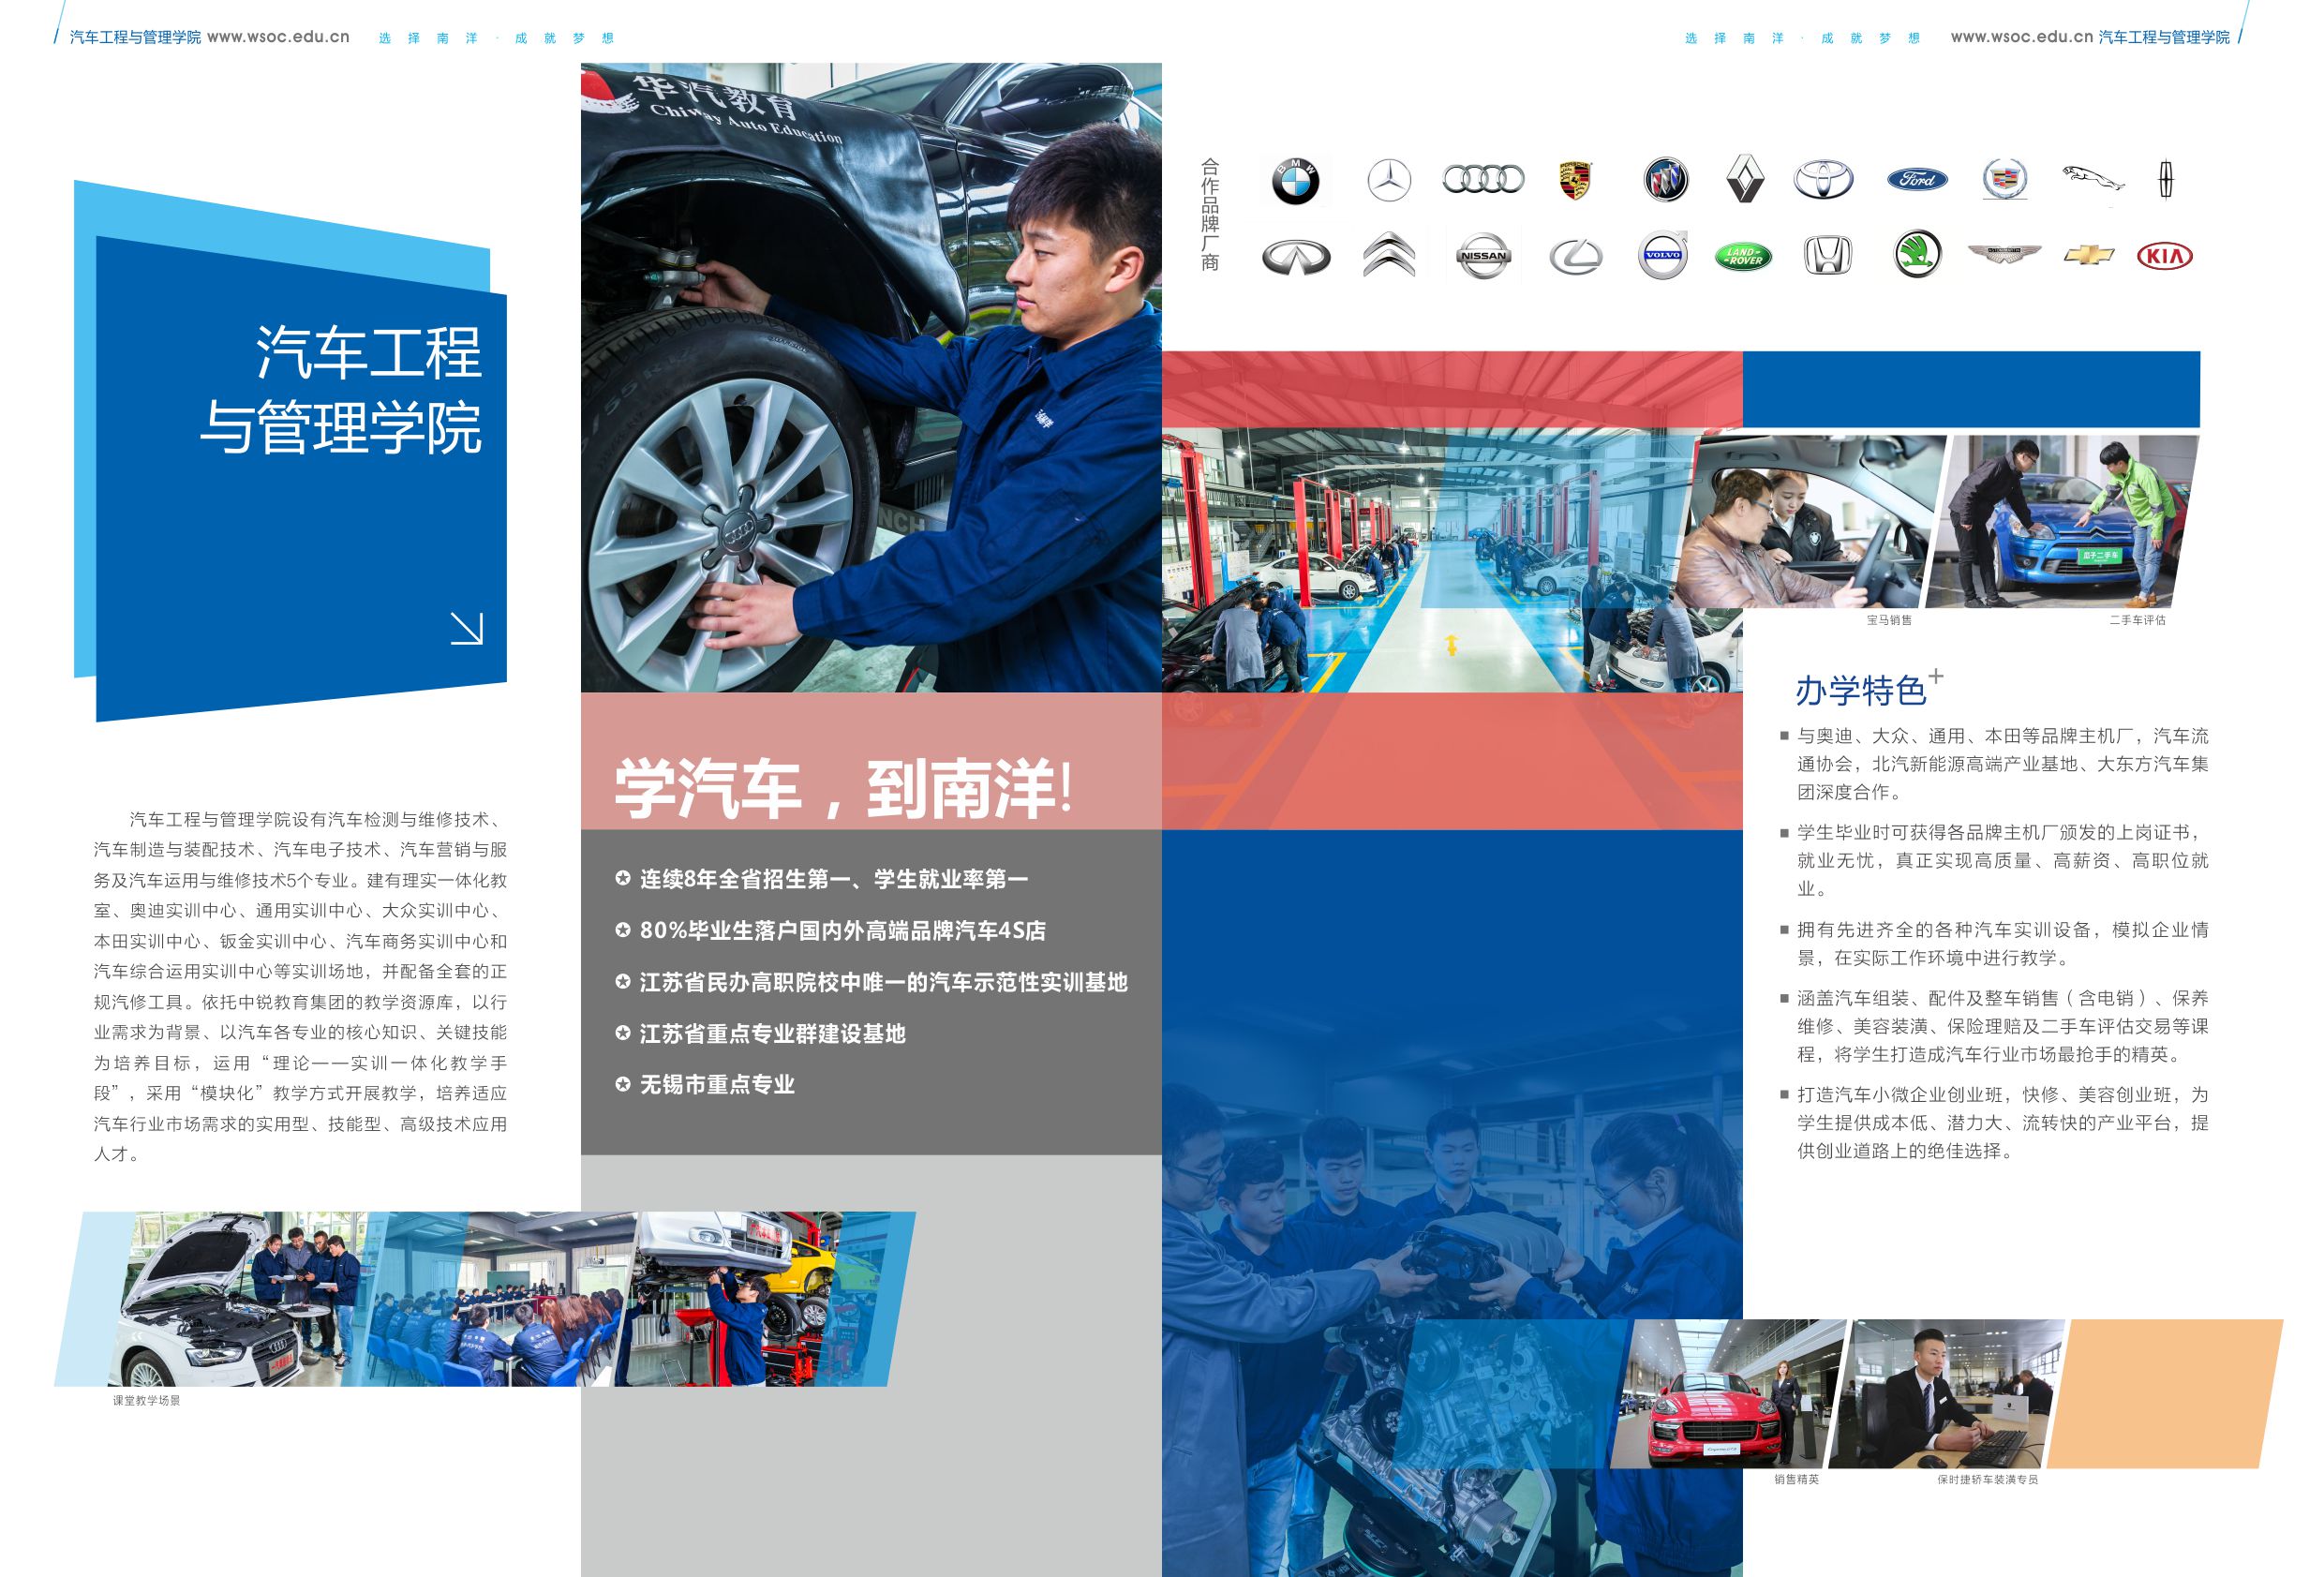 汽车工程与管理学院 www.wsoc.edu.cn 选择南洋·成就梦想
选择南洋·成就梦想 www.wsoc.edu.cn 汽车工程与管理学院
汽车工程
与管理学院
汽车工程与管理学院设有汽车检测与维修技术、
汽车制造与装配技术、汽车电子技术、汽车营销与服
务及汽车运用与维修技术5个专业。建有理实一体化教
室、奥迪实训中心、通用实训中心、大众实训中心、
本田实训中心、钣金实训中心、汽车商务实训中心和
汽车综合运用实训中心等实训场地，并配备全套的正
规汽修工具。依托中锐教育集团的教学资源库，以行
业需求为背景、以汽车各专业的核心知识、关键技能
为培养目标，运用“理论——实训一体化教学手
段”，采用“模块化”教学方式开展教学，培养适应
汽车行业市场需求的实用型、技能型、高级技术应用
人才。
课堂教学场景
华汽教育
Chiway Auto Education
学汽车，到南洋!
连续8年全省招生第一、学生就业率第一
80%毕业生落户国内外高端品牌汽车4S店
江苏省民办高职院校中唯一的汽车示范性实训基地
江苏省重点专业群建设基地
无锡市重点专业
合作品牌厂商
BMW
Ford
NISSAN
VOLVO
LAND ROVER
KIA
瓜子二手车
宝马销售
二手车评估
办学特色+
与奥迪、大众、通用、本田等品牌主机厂，汽车流
通协会，北汽新能源高端产业基地、大东方汽车集
团深度合作。
学生毕业时可获得各品牌主机厂颁发的上岗证书，
就业无忧，真正实现高质量、高薪资、高职位就
业。
拥有先进齐全的各种汽车实训设备，模拟企业情
景，在实际工作环境中进行教学。
涵盖汽车组装、配件及整车销售（含电销）、保养
维修、美容装潢、保险理赔及二手车评估交易等课
程，将学生打造成汽车行业市场最抢手的精英。
打造汽车小微企业创业班，快修、美容创业班，为
学生提供成本低、潜力大、流转快的产业平台，提
供创业道路上的绝佳选择。
销售精英
保时捷轿车装潢专员